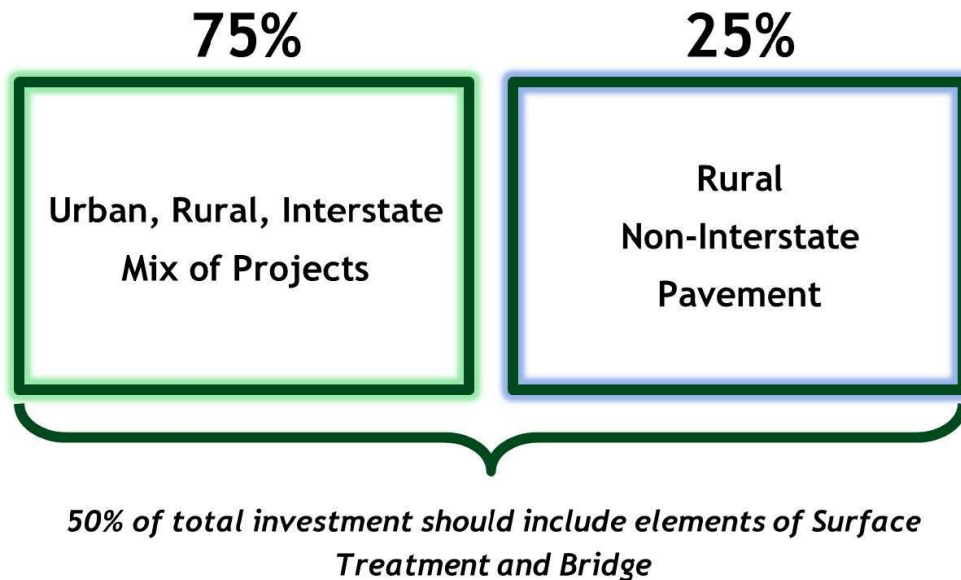 75%
25%
Urban, Rural, Interstate
Mix of Projects
Rural
Non-Interstate
Pavement
50% of total investment should include elements of Surface
Treatment and Bridge